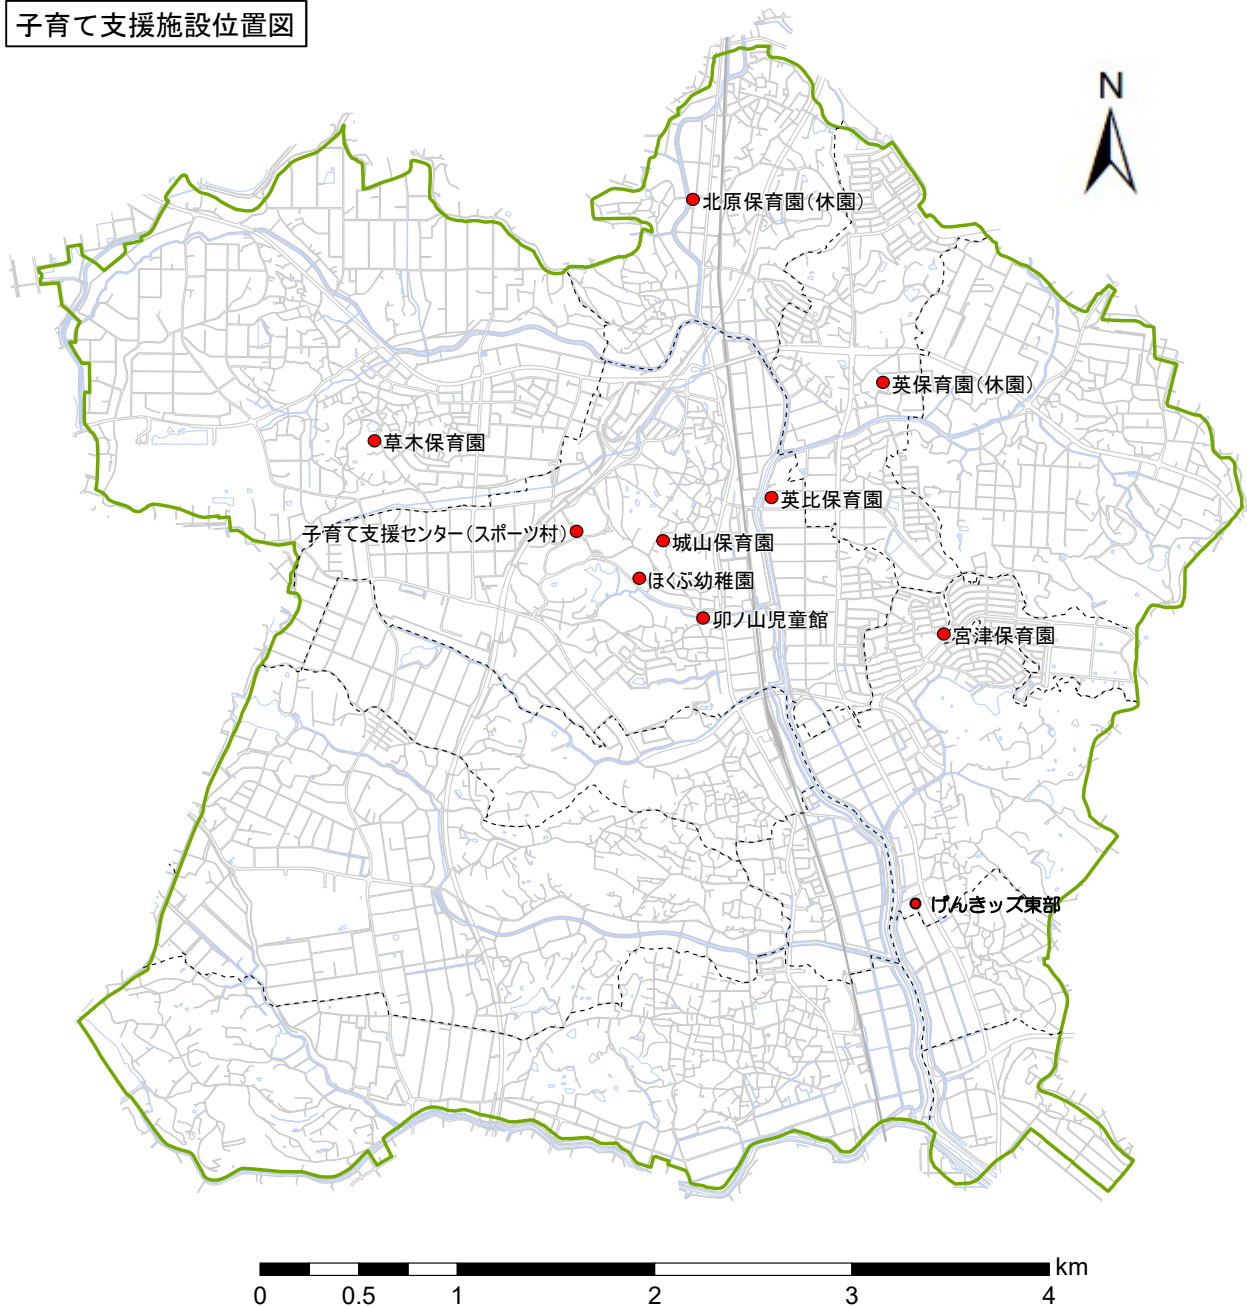 子育て支援施設位置図
N
北原保育園(休園)
英保育園(休園)
草木保育園
英比保育園
子育て支援センター(スポーツ村)
城山保育園
ほくぶ幼稚園
卯ノ山児童館
宮津保育園
げんきッズ東部
km
0 0.5 1 2 3 4